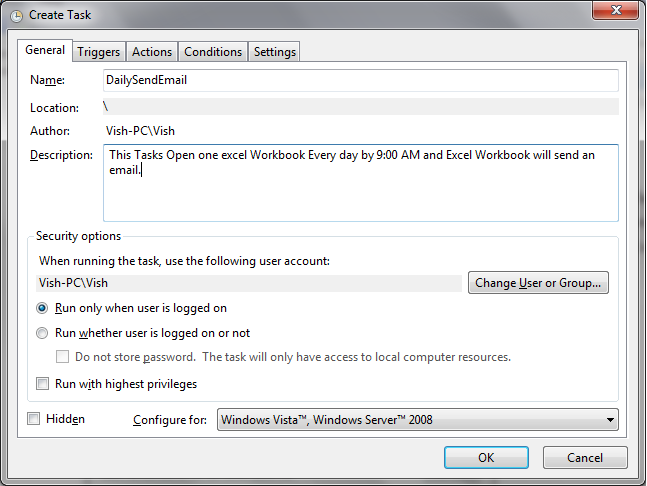 Create Task
General Triggers Actions Conditions Settings
Name: DailySendEmail
Location: \
Author: Vish-PC\Vish
Description: This Tasks Open one excel Workbook Every day by 9:00 AM and Excel Workbook will send an
email.
Security options
When running the task, use the following user account:
Vish-PC\Vish Change User or Group...
Run only when user is logged on
Run whether user is logged on or not
Do not store password. The task will only have access to local computer resources.
Run with highest privileges
Hidden Configure for: Windows Vista™, Windows Server™ 2008
OK Cancel